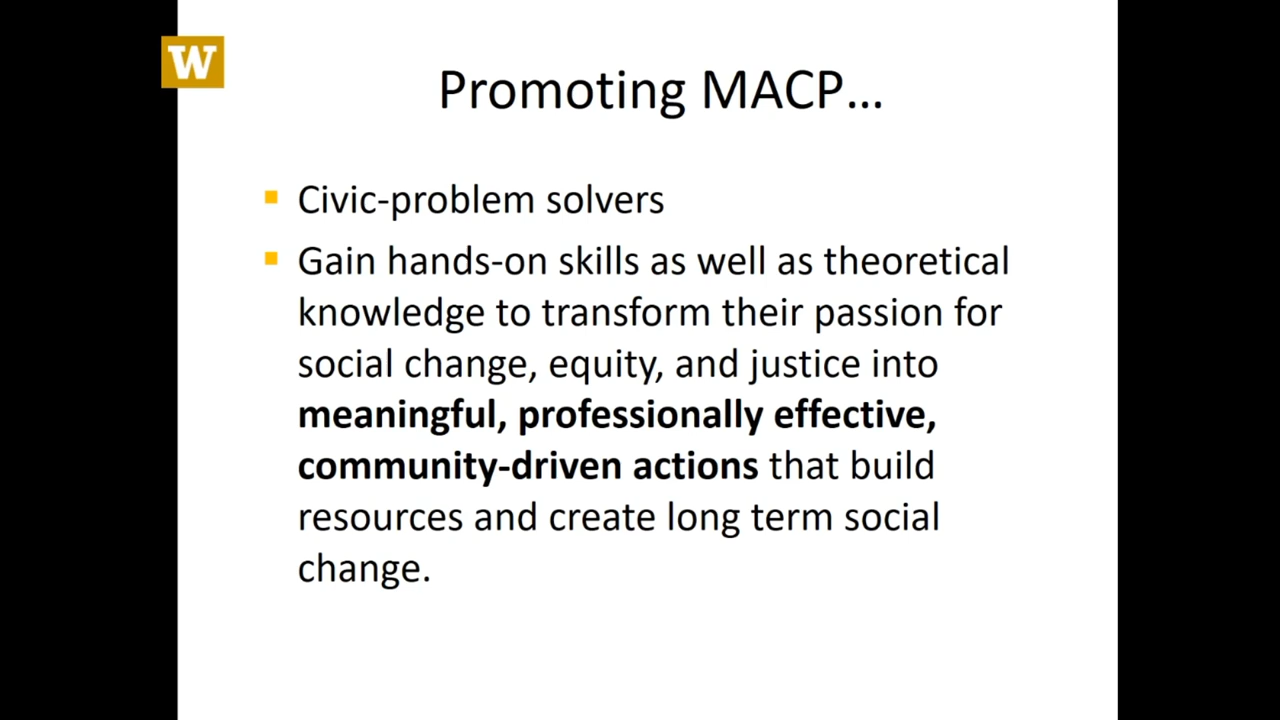 W
Promoting MACP...
Civic-problem solvers
Gain hands-on skills as well as theoretical
knowledge to transform their passion for
social change, equity, and justice into
meaningful, professionally effective,
community-driven actions that build
resources and create long term social
change.